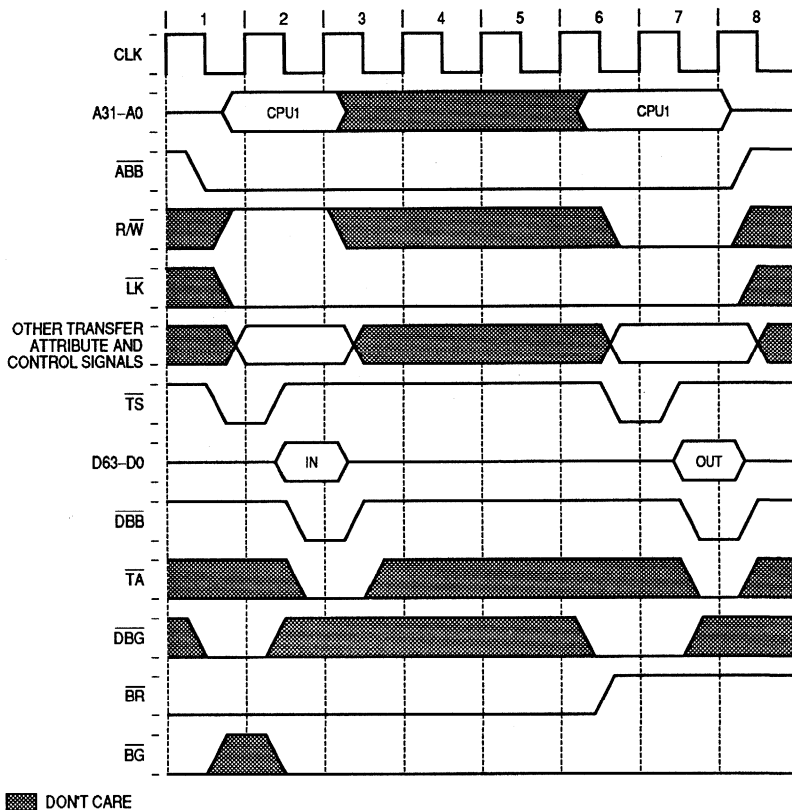 1 2 3 4 5 6 7 8
CLK
A31–A0 CPU1 CPU1
ABB
R/W
LK
OTHER TRANSFER
ATTRIBUTE AND
CONTROL SIGNALS
TS
D63–D0 IN OUT
DBB
TA
DBG
BR
BG
DON'T CARE